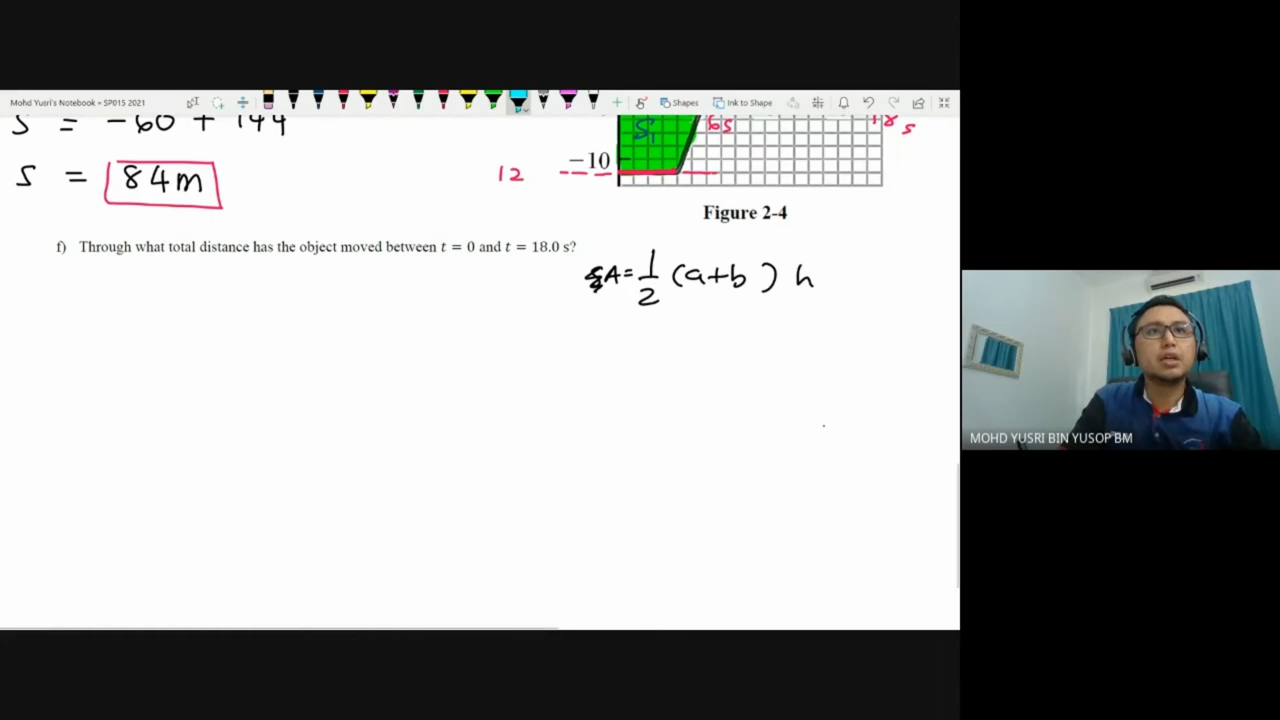 Mohd Yusri's Notebook » SP015 2021
Shapes
Ink to Shape
S = -60 + 144
S = 84m
S₁
6s
18s
-10
12
Figure 2-4
f) Through what total distance has the object moved between t = 0 and t = 18.0 s?
A = 1/2 (a+b) h
MOHD YUSRI BIN YUSOP BM